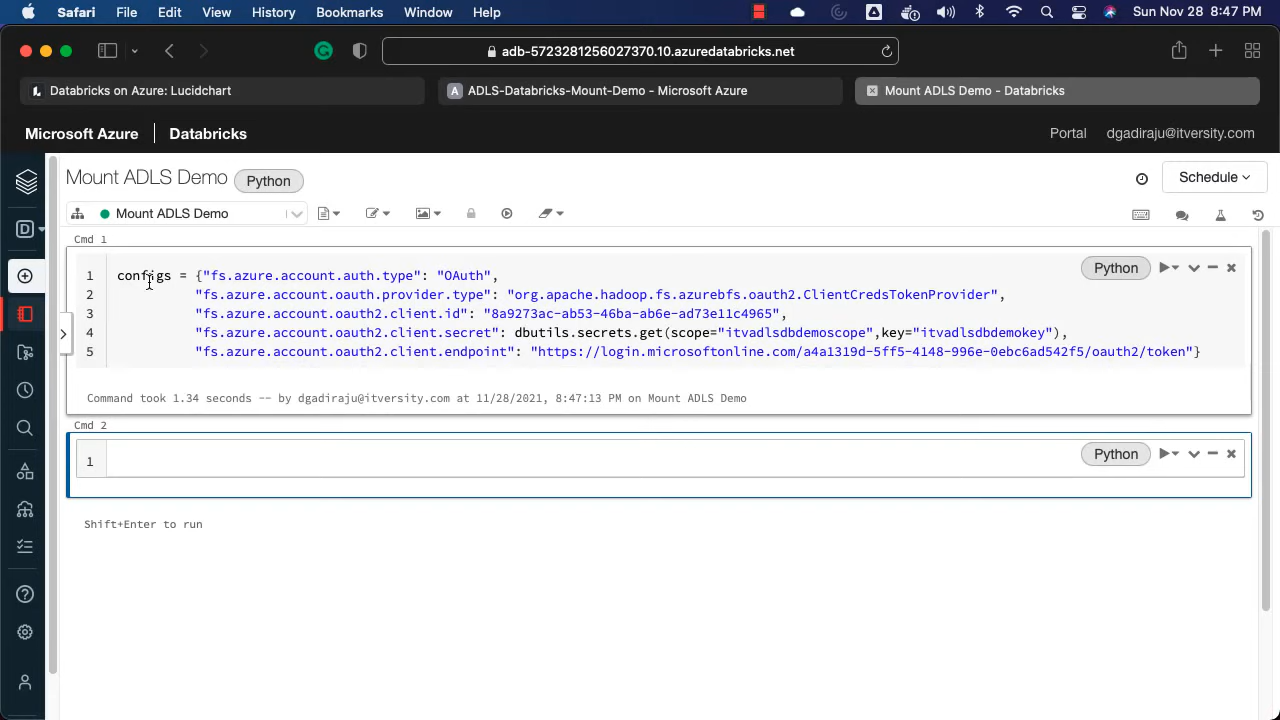 Safari File Edit View History Bookmarks Window Help Sun Nov 28 8:47 PM
adb-5723281256027370.10.azuredatabricks.net
Databricks on Azure: Lucidchart
A ADLS-Databricks-Mount-Demo - Microsoft Azure
Mount ADLS Demo - Databricks
Microsoft Azure Databricks Portal dgadiraju@itversity.com
Mount ADLS Demo Python Schedule
Mount ADLS Demo
Cmd 1
Python
1 configs = {"fs.azure.account.auth.type": "OAuth",
2 "fs.azure.account.oauth.provider.type": "org.apache.hadoop.fs.azurebfs.oauth2.ClientCredsTokenProvider",
3 "fs.azure.account.oauth2.client.id": "8a9273ac-ab53-46ba-ab6e-ad73e11c4965",
4 "fs.azure.account.oauth2.client.secret": dbutils.secrets.get(scope="itvadlsdbdemoscope",key="itvadlsdbdemokey"),
5 "fs.azure.account.oauth2.client.endpoint": "https://login.microsoftonline.com/a4a1319d-5ff5-4148-996e-0ebc6ad542f5/oauth2/token"}
Command took 1.34 seconds -- by dgadiraju@itversity.com at 11/28/2021, 8:47:13 PM on Mount ADLS Demo
Cmd 2
1
Python
Shift+Enter to run